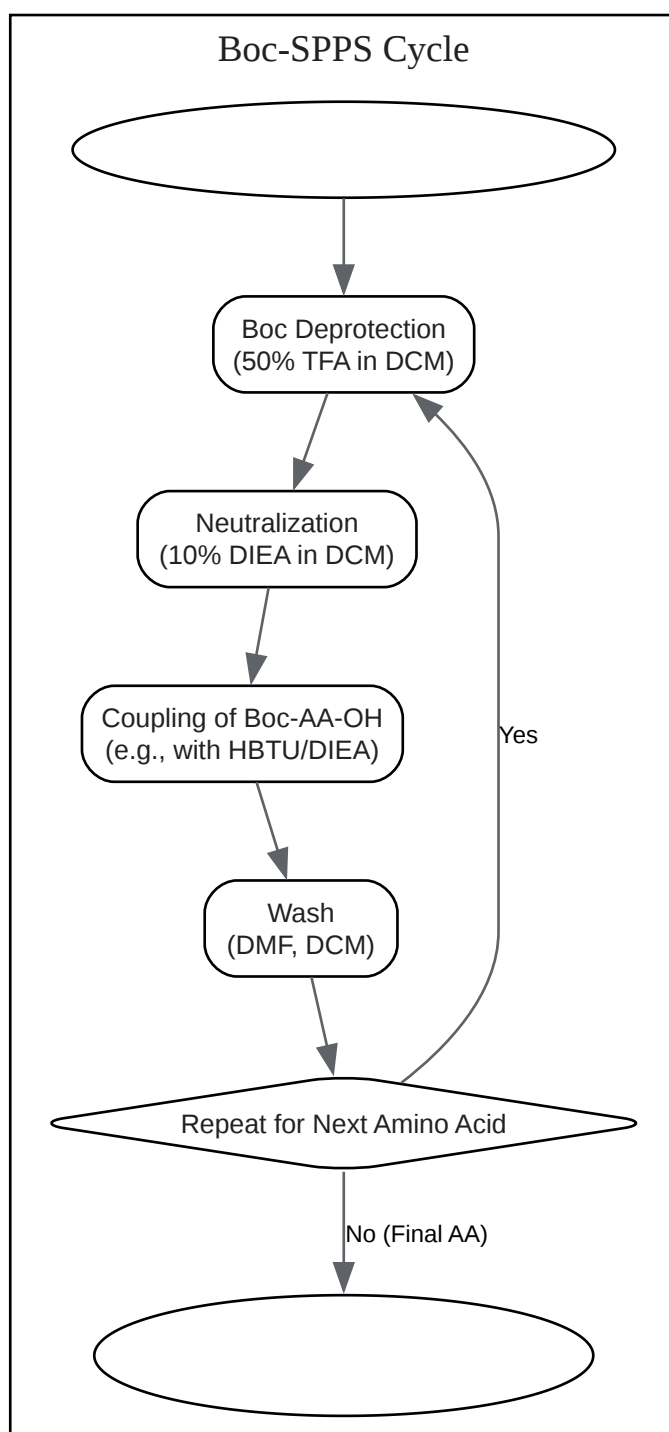 Boc-SPPS Cycle
Boc Deprotection
(50% TFA in DCM)
Neutralization
(10% DIEA in DCM)
Coupling of Boc-AA-OH
(e.g., with HBTU/DIEA)
Yes
Wash
(DMF, DCM)
Repeat for Next Amino Acid
No (Final AA)